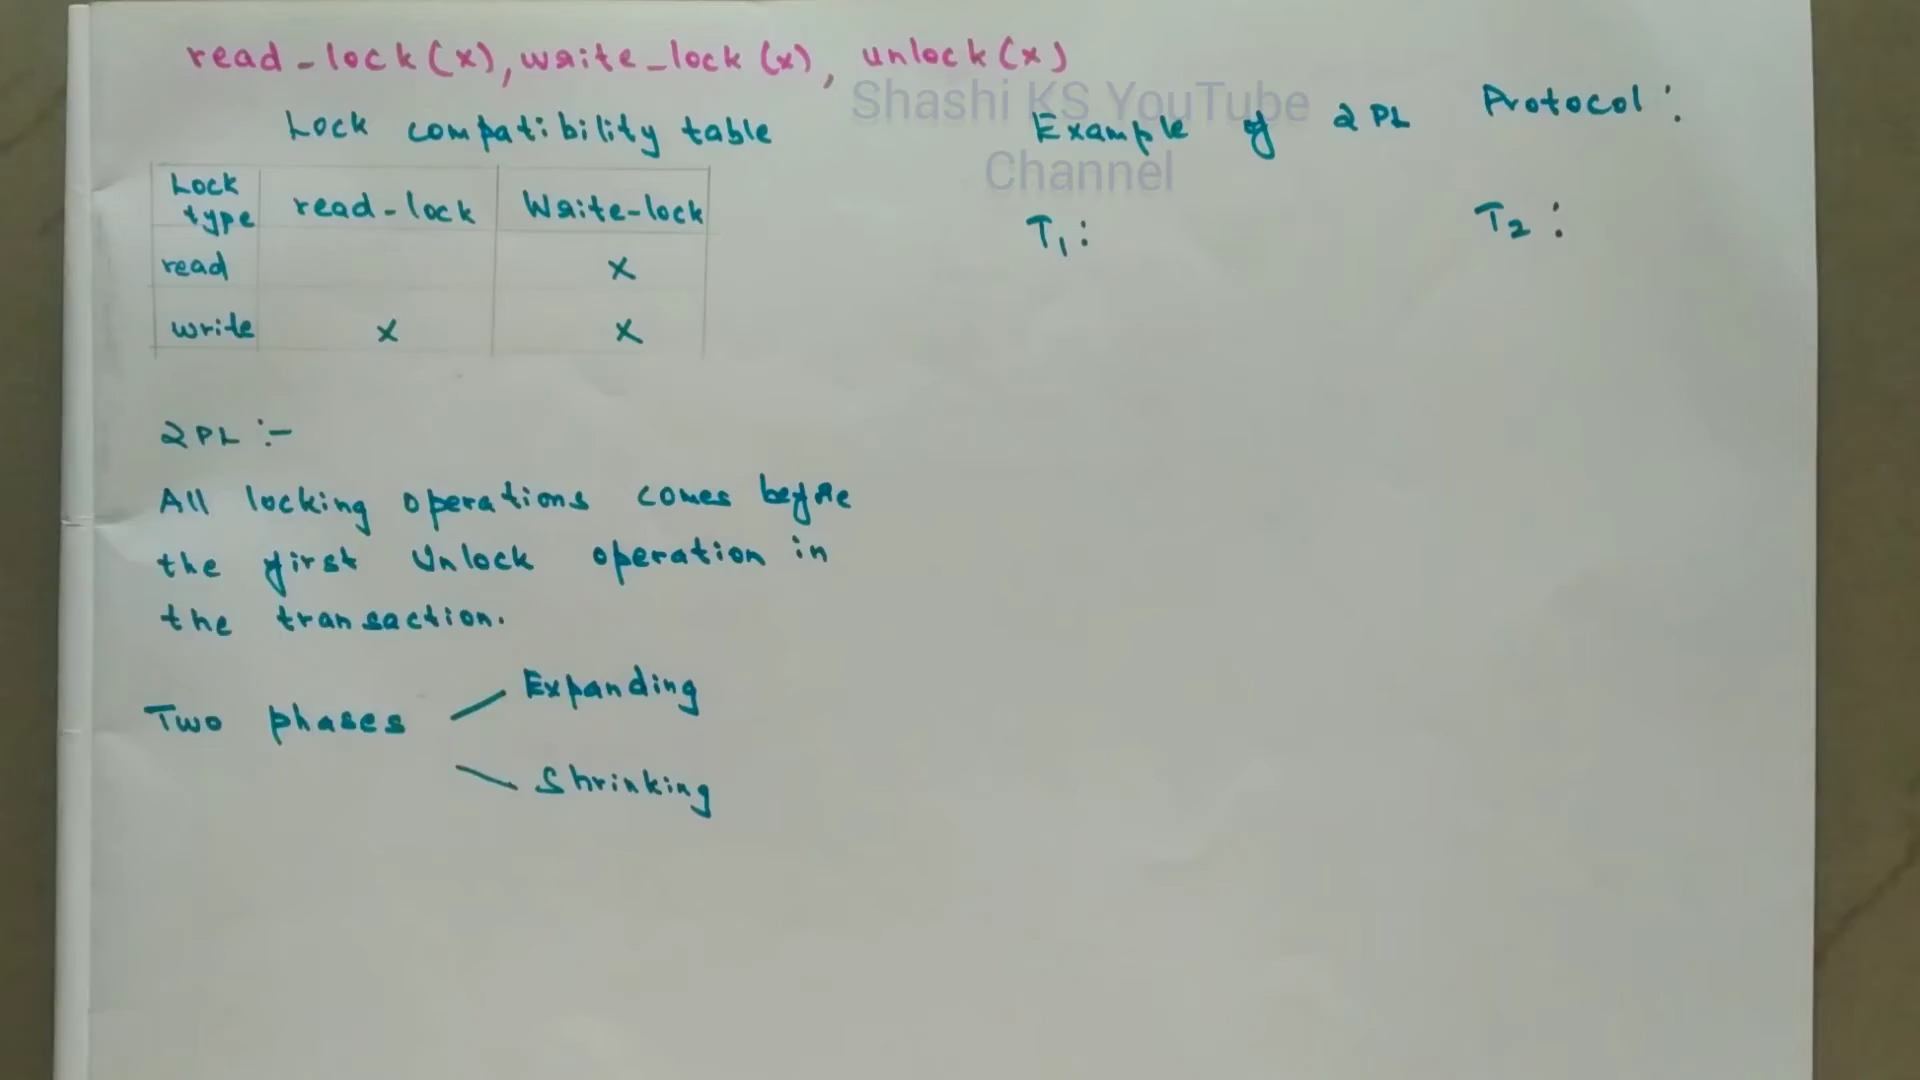 read-lock(x), write_lock(x), unlock(x)
Lock compatibility table
Lock type read-lock Write-lock
read x
write x x
2PL :-
All locking operations comes before
the first Unlock operation in
the transaction.
Two phases
Expanding
Shrinking
Shashi KS YouTube
Channel
Example of 2PL Protocol:
T1: T2: